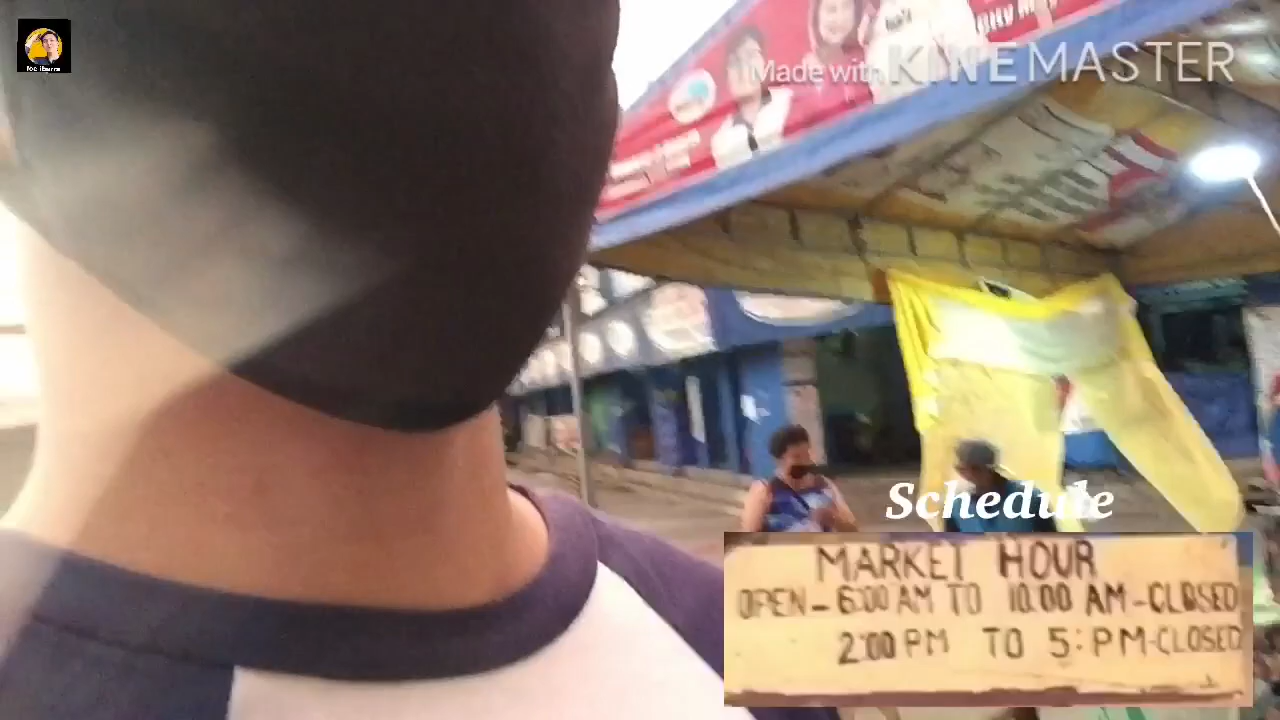 Made with KINEMASTER
Schedule
MARKET HOUR
OPEN - 6:00 AM TO 10.00 AM - CLOSED
2:00 PM TO 5: PM - CLOSED